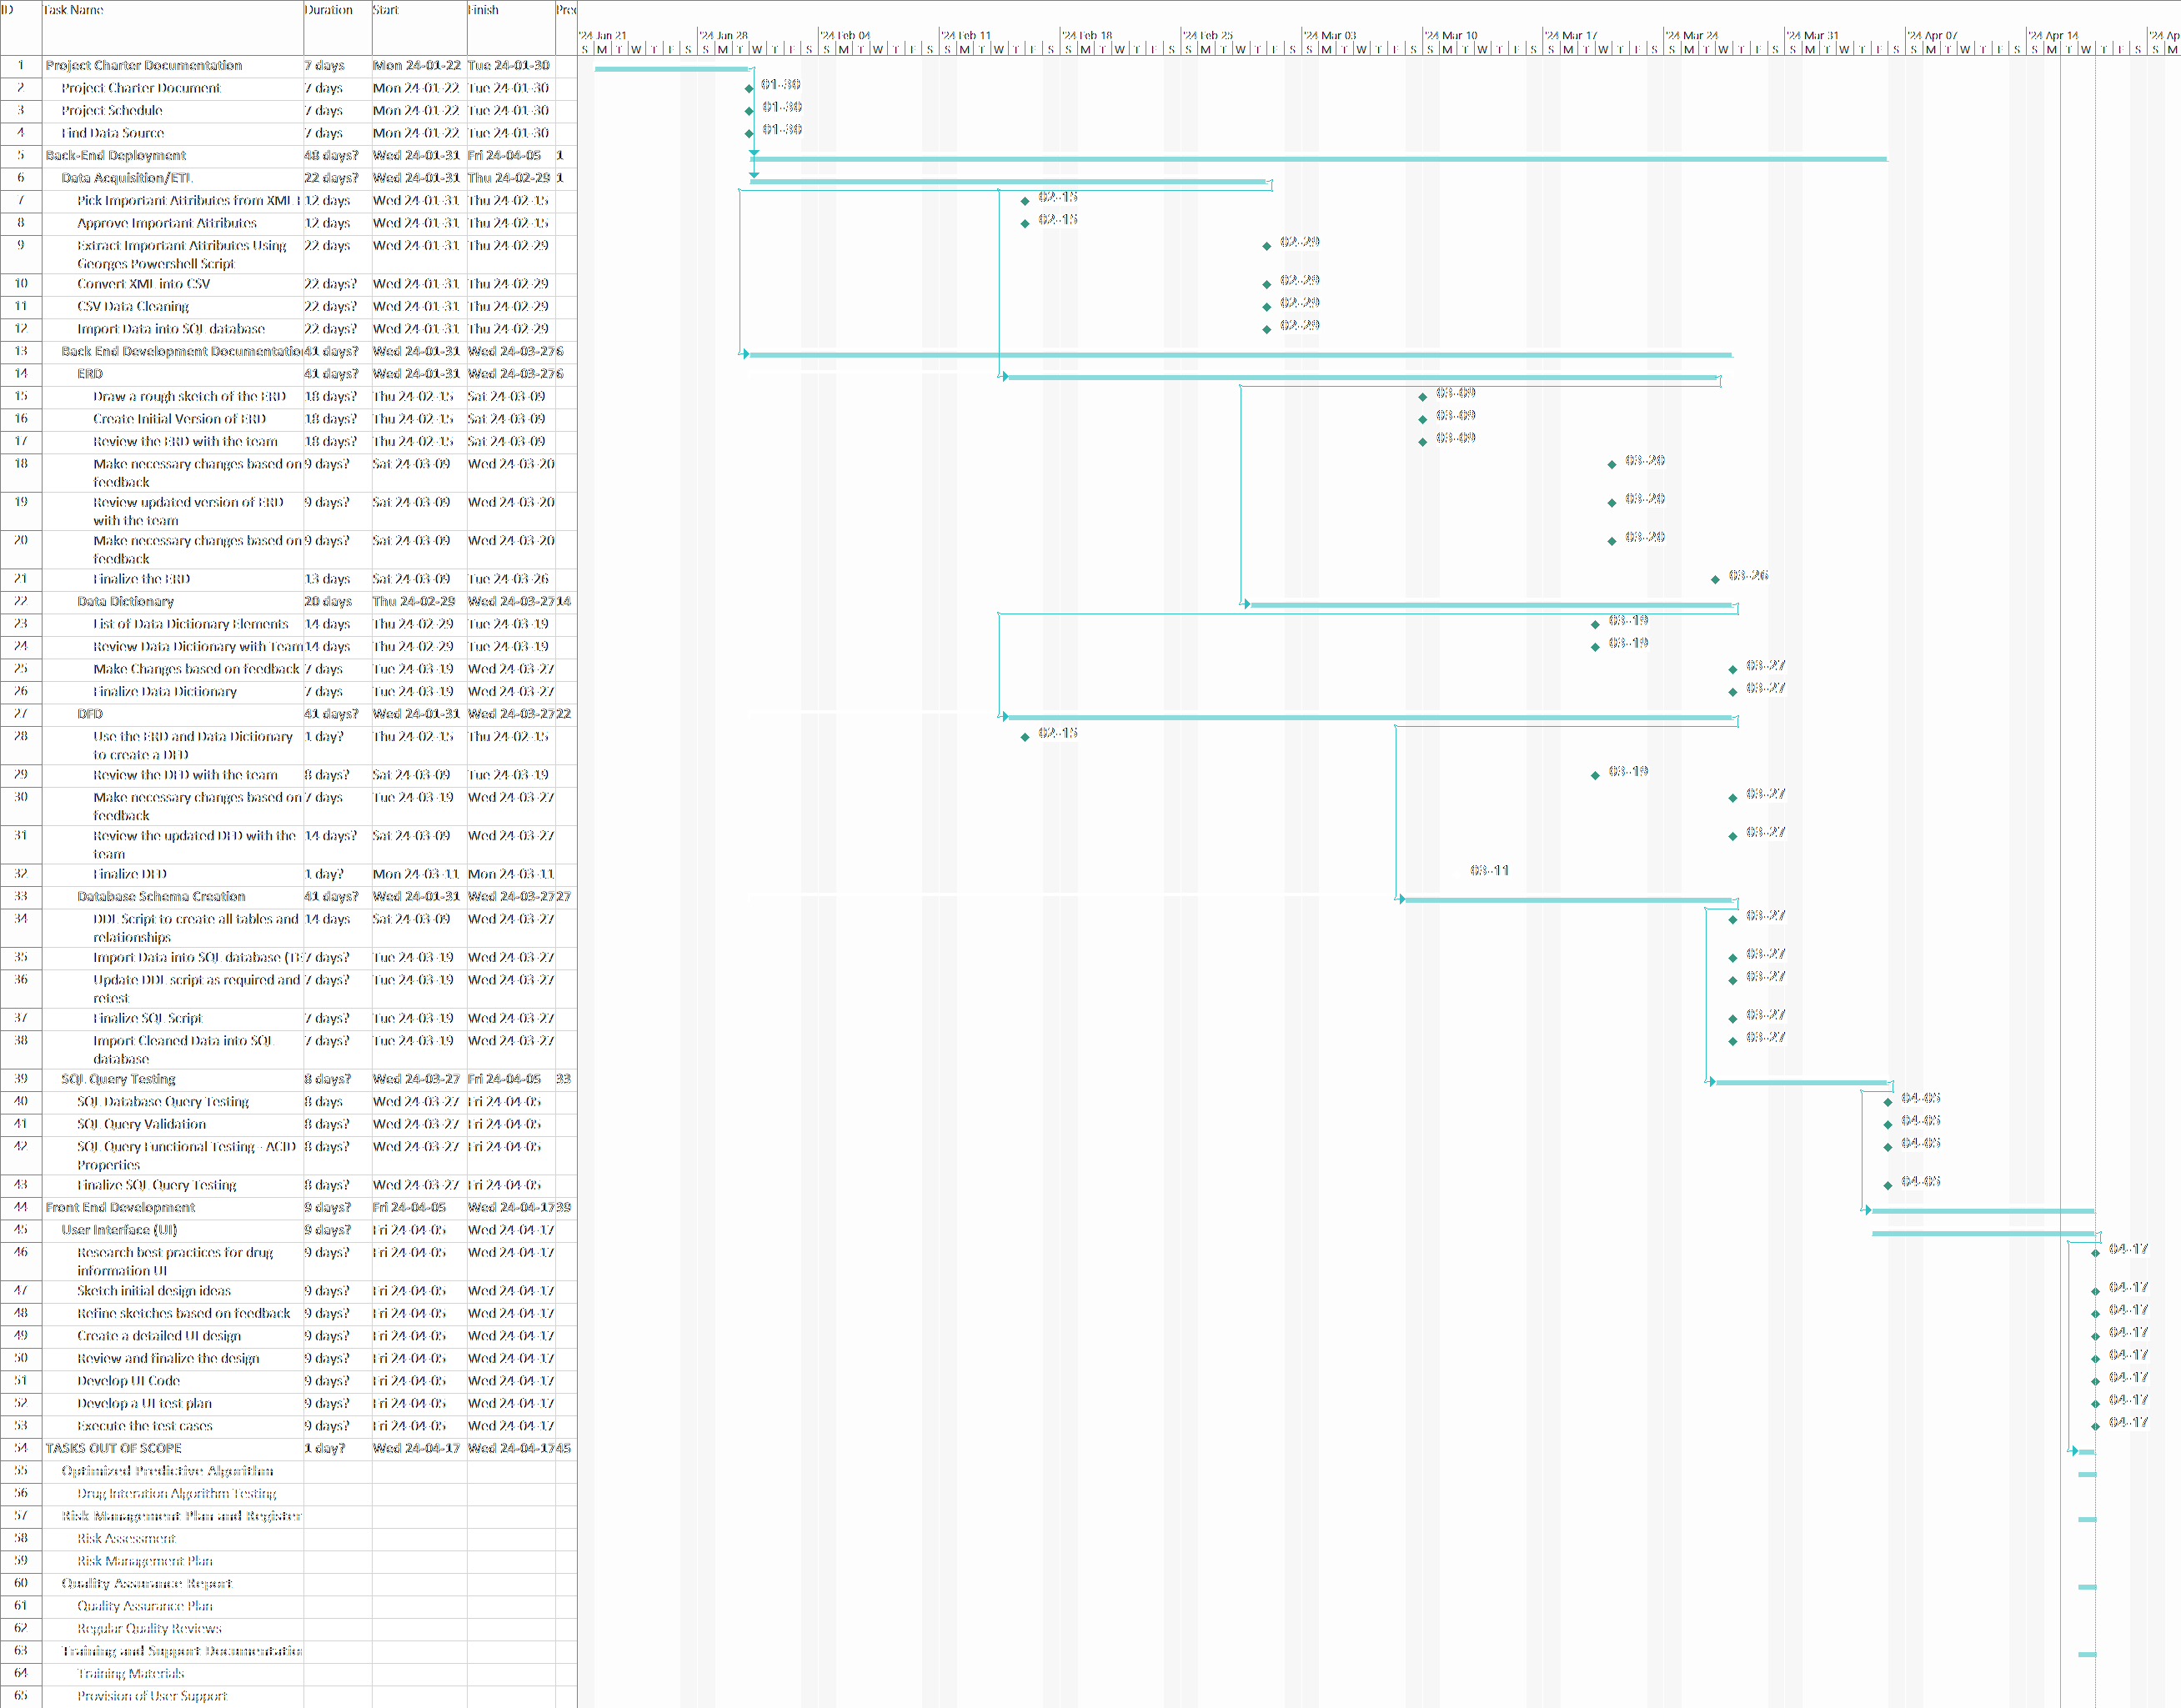 ID Task Name Duration Start Finish Pred
'24 Jan 21 '24 Jan 28 '24 Feb 04 '24 Feb 11 '24 Feb 18 '24 Feb 25 '24 Mar 03 '24 Mar 10 '24 Mar 17 '24 Mar 24 '24 Mar 31 '24 Apr 07 '24 Apr 14 '24 Ap
S M T W T F S S M T W T F S S M T W T F S S M T W T F S S M T W T F S S M T W T F S S M T W T F S S M T W T F S S M T W T F S S M T W T F S S M T W T F S S M T W T F S S M T W T F S S M
1 Project Charter Documentation 7 days Mon 24-01-22 Tue 24-01-30
2 Project Charter Document 7 days Mon 24-01-22 Tue 24-01-30 01-30
3 Project Schedule 7 days Mon 24-01-22 Tue 24-01-30 01-30
4 Find Data Source 7 days Mon 24-01-22 Tue 24-01-30 01-30
5 Back-End Deployment 48 days? Wed 24-01-31 Fri 24-04-05 1
6 Data Acquisition/ETL 22 days? Wed 24-01-31 Thu 24-02-29 1
7 Pick Important Attributes from XML 12 days Wed 24-01-31 Thu 24-02-15 02-15
8 Approve Important Attributes 12 days Wed 24-01-31 Thu 24-02-15 02-15
9 Extract Important Attributes Using 22 days Wed 24-01-31 Thu 24-02-29 02-29
Georges Powershell Script
10 Convert XML into CSV 22 days? Wed 24-01-31 Thu 24-02-29 02-29
11 CSV Data Cleaning 22 days? Wed 24-01-31 Thu 24-02-29 02-29
12 Import Data into SQL database 22 days? Wed 24-01-31 Thu 24-02-29 02-29
13 Back End Development Documentatio 41 days? Wed 24-01-31 Wed 24-03-27 6
14 ERD 41 days? Wed 24-01-31 Wed 24-03-27 6
15 Draw a rough sketch of the ERD 18 days? Thu 24-02-15 Sat 24-03-09 03-09
16 Create Initial Version of ERD 18 days? Thu 24-02-15 Sat 24-03-09 03-09
17 Review the ERD with the team 18 days? Thu 24-02-15 Sat 24-03-09 03-09
18 Make necessary changes based on 9 days? Sat 24-03-09 Wed 24-03-20 03-20
feedback
19 Review updated version of ERD 9 days? Sat 24-03-09 Wed 24-03-20 03-20
with the team
20 Make necessary changes based on 9 days? Sat 24-03-09 Wed 24-03-20 03-20
feedback
21 Finalize the ERD 13 days Sat 24-03-09 Tue 24-03-26 03-26
22 Data Dictionary 20 days Thu 24-02-29 Wed 24-03-27 14
23 List of Data Dictionary Elements 14 days Thu 24-02-29 Tue 24-03-19 03-19
24 Review Data Dictionary with Team 14 days Thu 24-02-29 Tue 24-03-19 03-19
25 Make Changes based on feedback 7 days Tue 24-03-19 Wed 24-03-27 03-27
26 Finalize Data Dictionary 7 days Tue 24-03-19 Wed 24-03-27 03-27
27 DFD 41 days? Wed 24-01-31 Wed 24-03-27 22
28 Use the ERD and Data Dictionary 1 day? Thu 24-02-15 Thu 24-02-15 02-15
to create a DFD
29 Review the DFD with the team 8 days? Sat 24-03-09 Tue 24-03-19 03-19
30 Make necessary changes based on 7 days Tue 24-03-19 Wed 24-03-27 03-27
feedback
31 Review the updated DFD with the 14 days? Sat 24-03-09 Wed 24-03-27 03-27
team
32 Finalize DFD 1 day? Mon 24-03-11 Mon 24-03-11 03-11
33 Database Schema Creation 41 days? Wed 24-01-31 Wed 24-03-27 27
34 DDL Script to create all tables and 14 days Sat 24-03-09 Wed 24-03-27 03-27
relationships
35 Import Data into SQL database 7 days? Tue 24-03-19 Wed 24-03-27 03-27
36 Update DDL script as required and 7 days? Tue 24-03-19 Wed 24-03-27 03-27
retest
37 Finalize SQL Script 7 days? Tue 24-03-19 Wed 24-03-27 03-27
38 Import Cleaned Data into SQL 7 days? Tue 24-03-19 Wed 24-03-27 03-27
database
39 SQL Query Testing 8 days? Wed 24-03-27 Fri 24-04-05 33
40 SQL Database Query Testing 8 days Wed 24-03-27 Fri 24-04-05 04-05
41 SQL Query Validation 8 days? Wed 24-03-27 Fri 24-04-05 04-05
42 SQL Query Functional Testing - ACID 8 days? Wed 24-03-27 Fri 24-04-05 04-05
Properties
43 Finalize SQL Query Testing 8 days? Wed 24-03-27 Fri 24-04-05 04-05
44 Front End Development 9 days? Fri 24-04-05 Wed 24-04-17 39
45 User Interface (UI) 9 days? Fri 24-04-05 Wed 24-04-17
46 Research best practices for drug 9 days? Fri 24-04-05 Wed 24-04-17 04-17
information UI
47 Sketch initial design ideas 9 days? Fri 24-04-05 Wed 24-04-17 04-17
48 Refine sketches based on feedback 9 days? Fri 24-04-05 Wed 24-04-17 04-17
49 Create a detailed UI design 9 days? Fri 24-04-05 Wed 24-04-17 04-17
50 Review and finalize the design 9 days? Fri 24-04-05 Wed 24-04-17 04-17
51 Develop UI Code 9 days? Fri 24-04-05 Wed 24-04-17 04-17
52 Develop a UI test plan 9 days? Fri 24-04-05 Wed 24-04-17 04-17
53 Execute the test cases 9 days? Fri 24-04-05 Wed 24-04-17 04-17
54 TASKS OUT OF SCOPE 1 day? Wed 24-04-17 Wed 24-04-17 45
55 Optimized Predictive Algorithm
56 Drug Interation Algorithm Testing
57 Risk Management Plan and Register
58 Risk Assessment
59 Risk Management Plan
60 Quality Assurance Report
61 Quality Assurance Plan
62 Regular Quality Reviews
63 Training and Support Documentatio
64 Training Materials
65 Provision of User Support